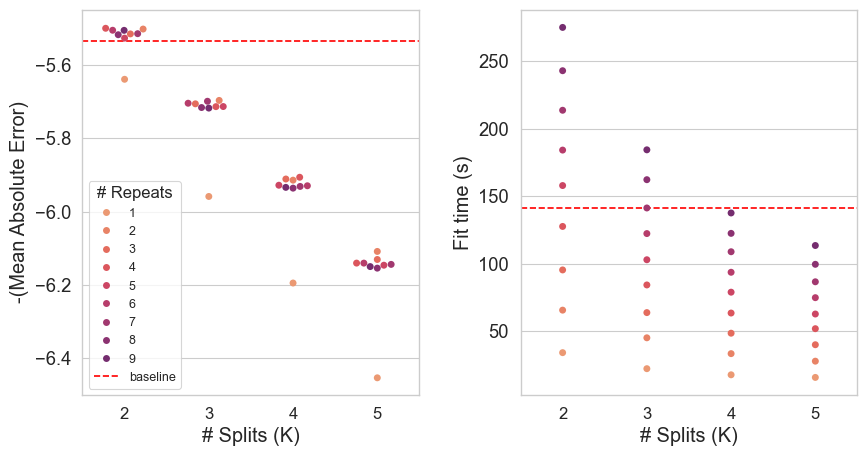 -(Mean Absolute Error)
−5.6
−5.8
−6.0
−6.2
−6.4
# Repeats
1
2
3
4
5
6
7
8
9
baseline
2 3 4 5
# Splits (K)
Fit time (s)
250
200
150
100
50
2 3 4 5
# Splits (K)